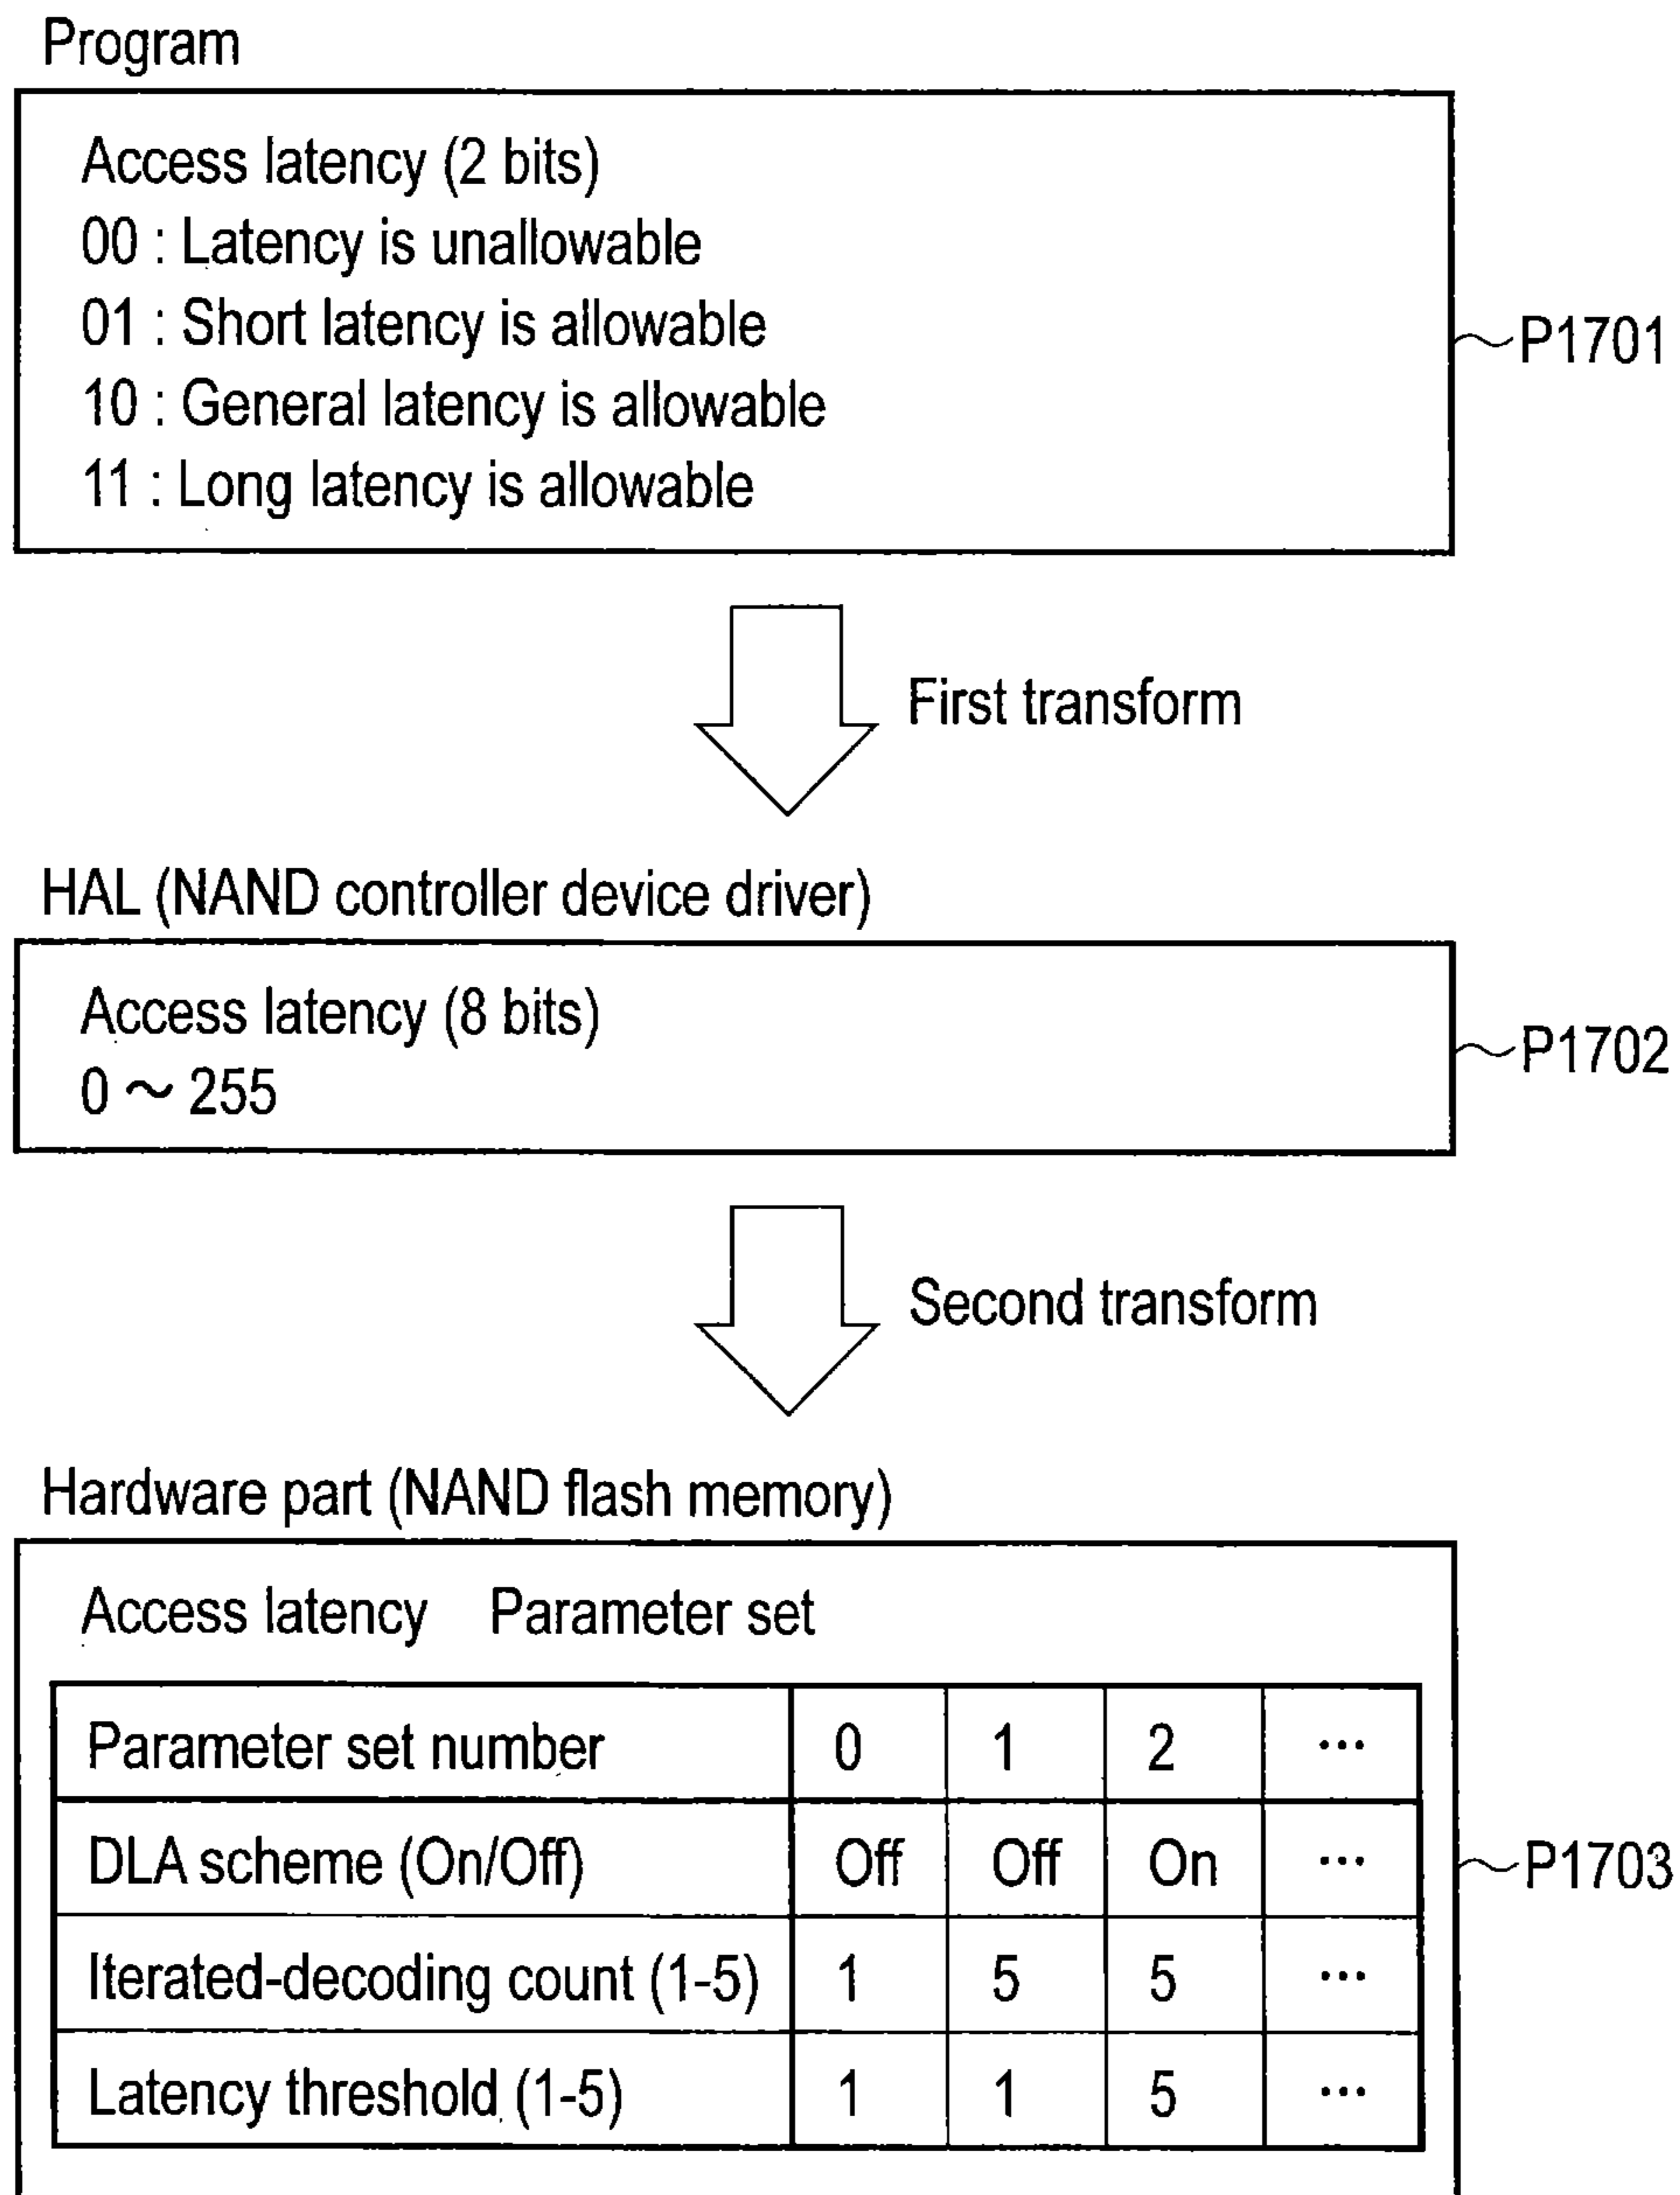 Program
Access latency (2 bits)
00 : Latency is unallowable
01 : Short latency is allowable
10 : General latency is allowable
11 : Long latency is allowable
P1701
First transform
HAL (NAND controller device driver)
Access latency (8 bits)
0 ~ 255
P1702
Second transform
Hardware part (NAND flash memory)
Access latency Parameter set
Parameter set number 0 1 2 ...
DLA scheme (On/Off) Off Off On ...
P1703
Iterated-decoding count (1-5) 1 5 5 ...
Latency threshold (1-5) 1 1 5 ...